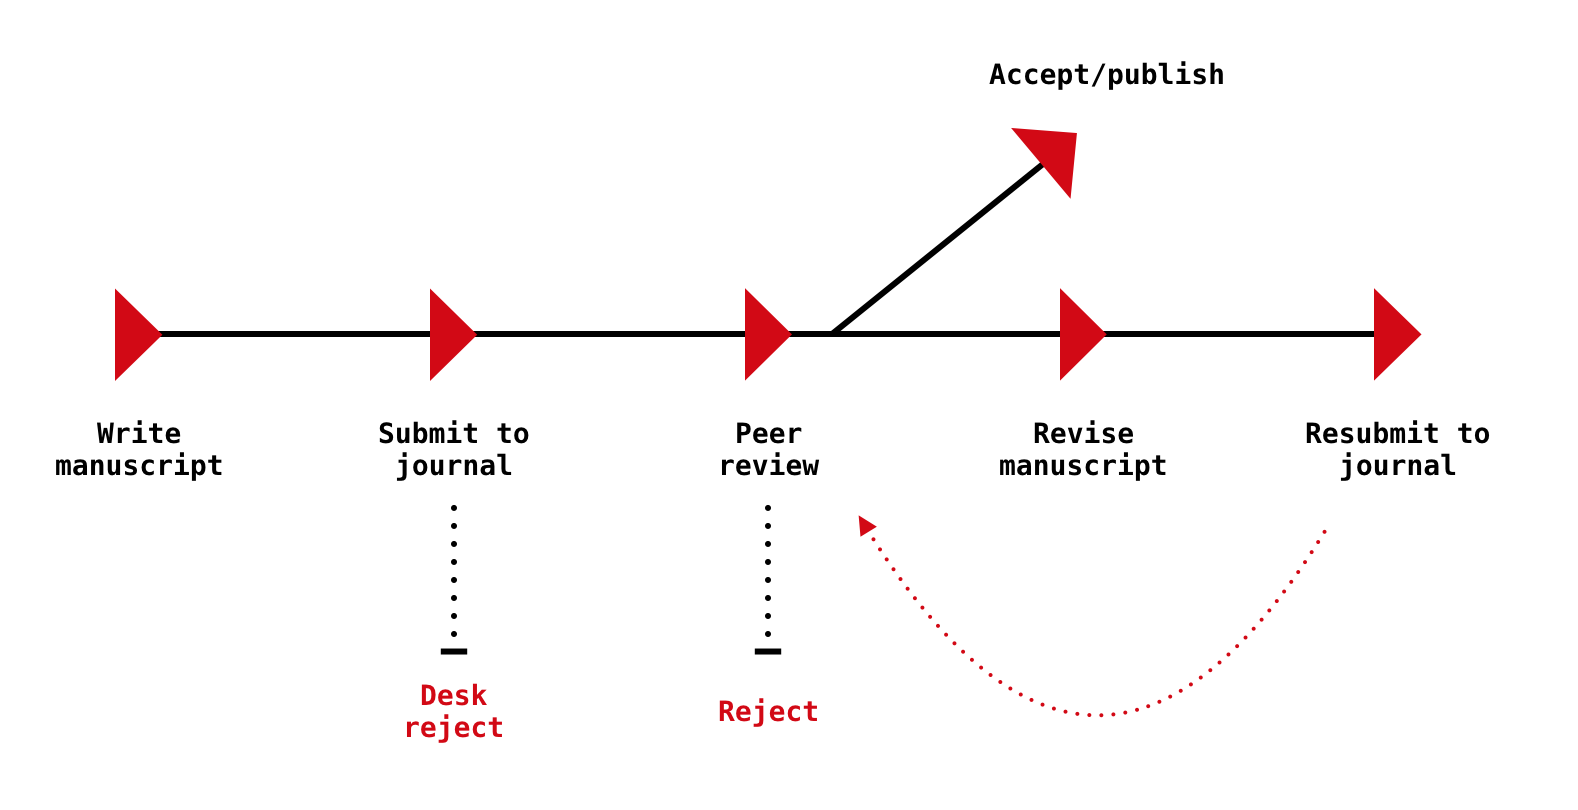 Accept/publish
Write
manuscript
Submit to
journal
Peer
review
Revise
manuscript
Resubmit to
journal
Desk
reject
Reject